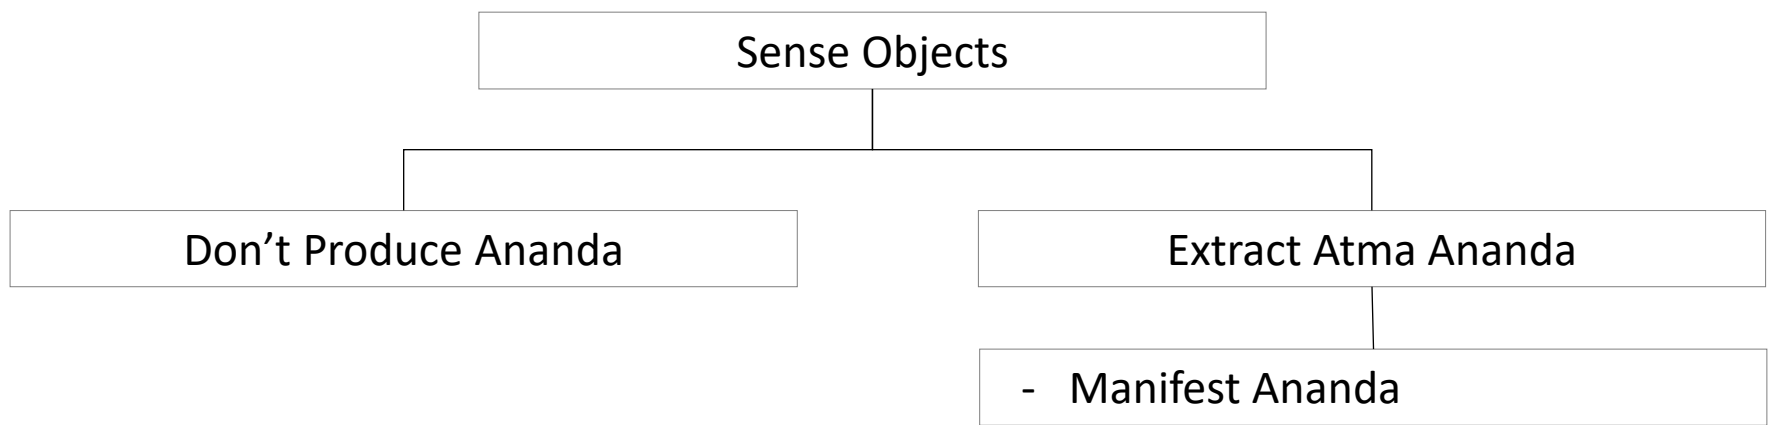 Sense Objects
Don’t Produce Ananda
Extract Atma Ananda
- Manifest Ananda